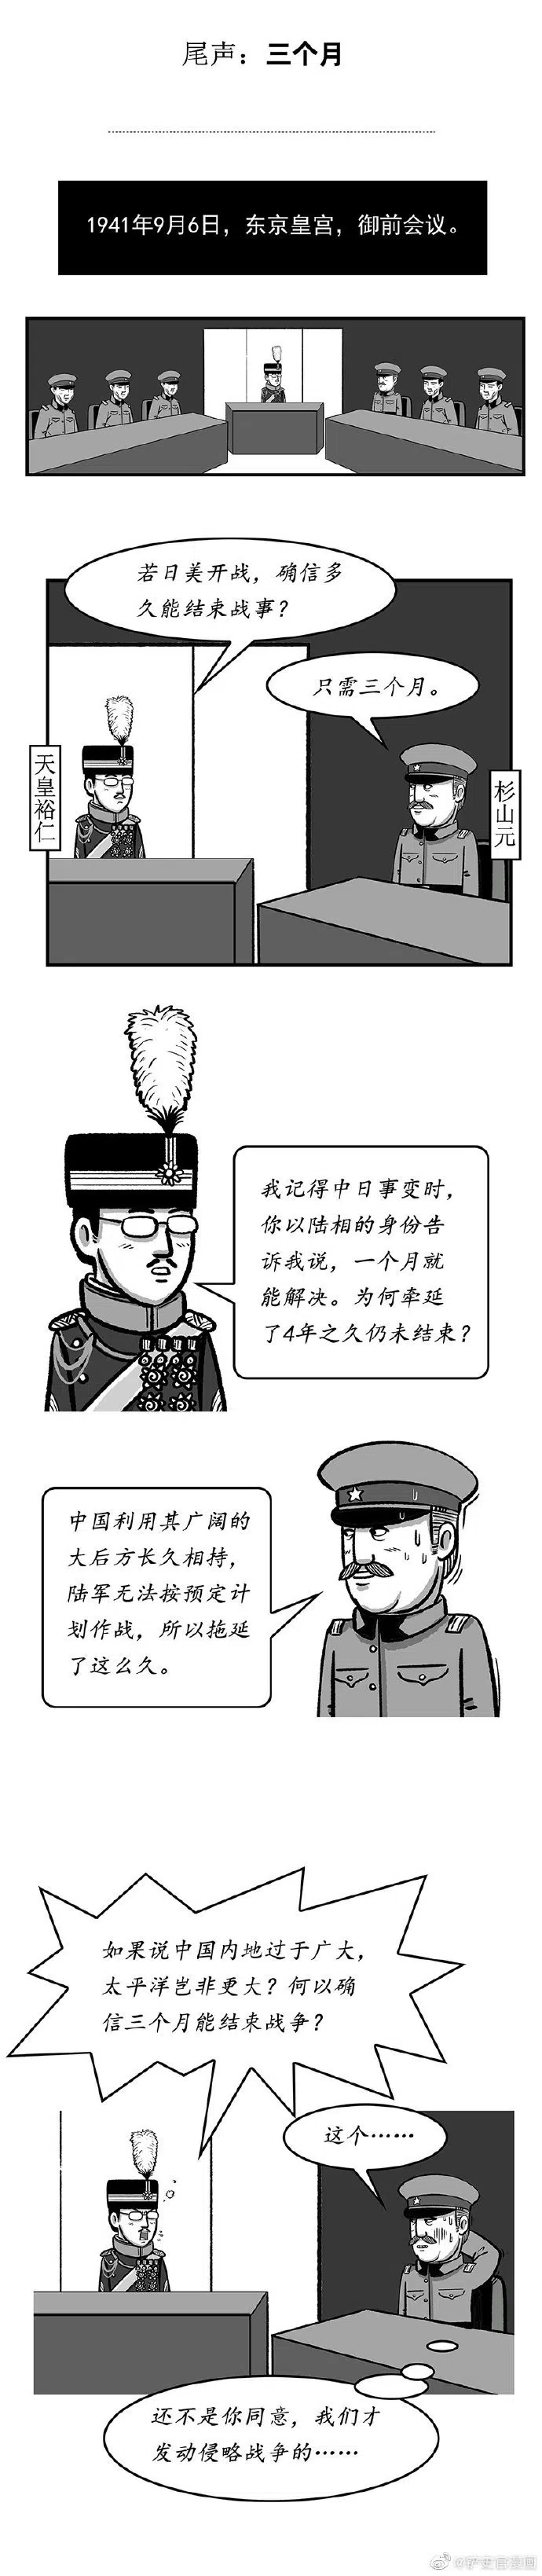 尾声：三个月
1941年9月6日，东京皇宫，御前会议。
若日美开战，确信多
久能结束战事？
只需三个月。
天皇裕仁
杉山元
我记得中日事变时，
你以陆相的身份告
诉我说，一个月就
能解决。为何牵延
了4年之久仍未结束？
中国利用其广阔的
大后方长久相持，
陆军无法按预定计
划作战，所以拖延
了这么久。
如果说中国内地过于广大，
太平洋岂非更大？何以确
信三个月能结束战争？
这个……
还不是你同意，我们才
发动侵略战争的……
@铲史官漫画